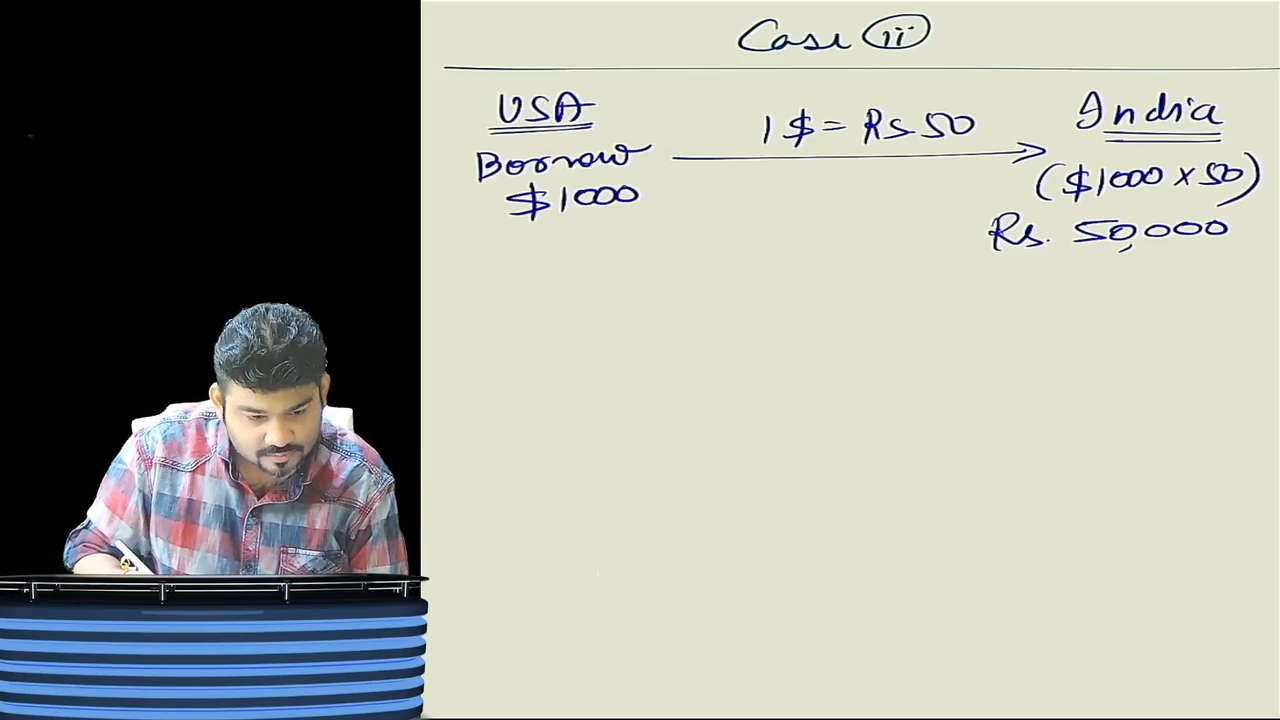 Case ii
USA
1 $ = Rs 50
India
Borrow
$1000
($1000 x 50)
Rs. 50,000